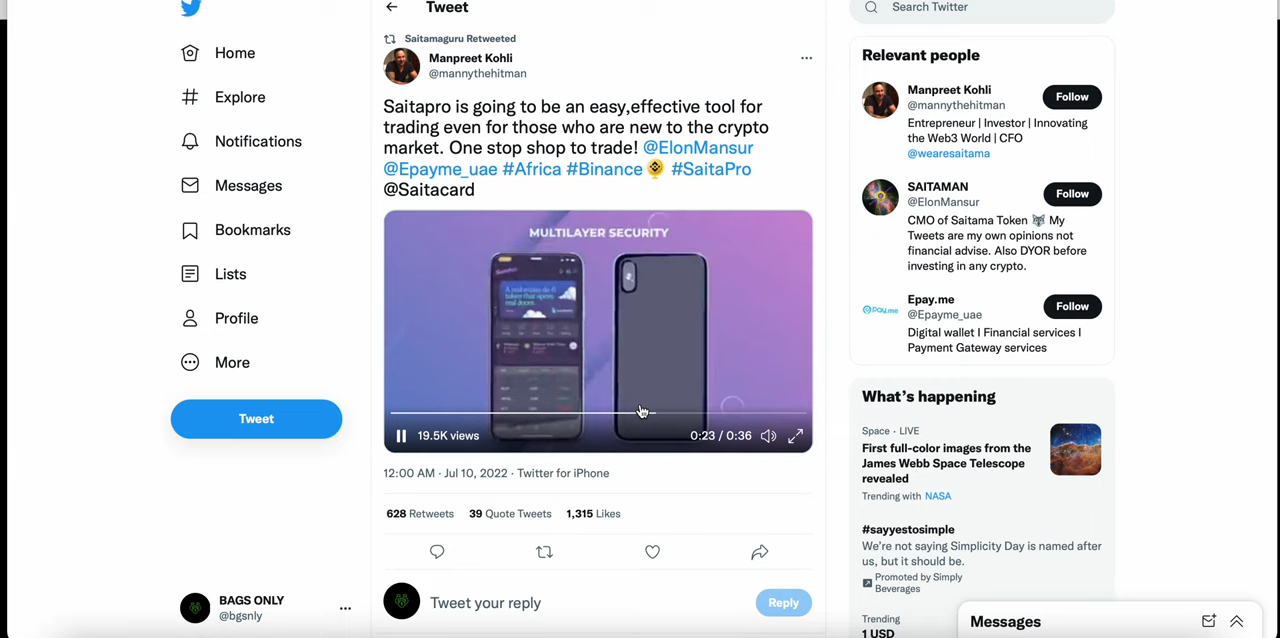 Tweet
Search Twitter
Home
Explore
Notifications
Messages
Bookmarks
Lists
Profile
More
Tweet
BAGS ONLY
@bgsnly
Saitamaguru Retweeted
Manpreet Kohli
@mannythehitman
Saitapro is going to be an easy,effective tool for
trading even for those who are new to the crypto
market. One stop shop to trade! @ElonMansur
@Epayme_uae #Africa #Binance #SaitaPro
@Saitacard
MULTILAYER SECURITY
19.5K views
0:23 / 0:36
12:00 AM · Jul 10, 2022 · Twitter for iPhone
628 Retweets 39 Quote Tweets 1,315 Likes
Tweet your reply
Reply
Relevant people
Manpreet Kohli
@mannythehitman
Follow
Entrepreneur | Investor | Innovating
the Web3 World | CFO
@wearesaitama
SAITAMAN
@ElonMansur
Follow
CMO of Saitama Token My
Tweets are my own opinions not
financial advise. Also DYOR before
investing in any crypto.
pay.me
Epay.me
@Epayme_uae
Follow
Digital wallet I Financial services I
Payment Gateway services
What's happening
Space · LIVE
First full-color images from the
James Webb Space Telescope
revealed
Trending with NASA
#sayyestosimple
We're not saying Simplicity Day is named after
us, but it should be.
Promoted by Simply
Beverages
Trending
1 USD
Messages